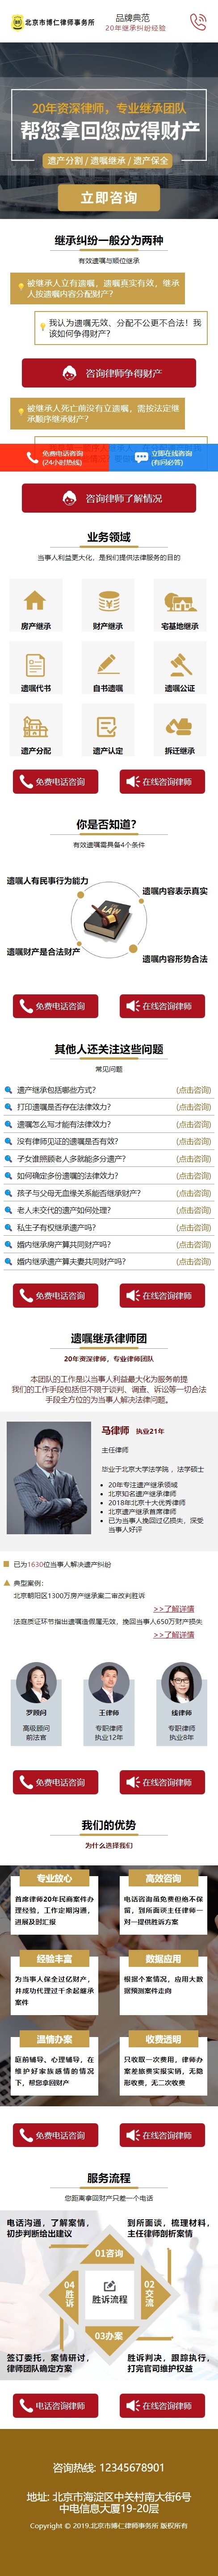 北京市博仁律师事务所
品牌典范
20年继承纠纷经验
20年资深律师，专业继承团队
帮您拿回您应得财产
遗产分割 / 遗嘱继承 / 遗产保全
立即咨询
继承纠纷一般分为两种
有效遗嘱与顺位继承
被继承人立有遗嘱，遗嘱真实有效，继承
人按遗嘱内容分配财产？
我认为遗嘱无效、分配不公更不合法！我
该如何争得财产？
咨询律师争得财产
被继承人死亡前没有立遗嘱，需按法定继
承顺序继承财产？
免费电话咨询
(24小时热线)
立即在线咨询
(有问必答)
咨询律师了解情况
业务领域
当事人利益更大化，是我们提供法律服务的目的
房产继承
财产继承
宅基地继承
遗嘱代书
自书遗嘱
遗嘱公证
遗产分配
遗产认定
拆迁继承
免费电话咨询
在线咨询律师
你是否知道？
有效遗嘱需具备4个条件
遗嘱人有民事行为能力
遗嘱内容表示真实
LAW
遗嘱财产是合法财产
遗嘱内容形势合法
免费电话咨询
在线咨询律师
其他人还关注这些问题
常见问题
遗产继承包括哪些方式？ (点击咨询)
打印遗嘱是否存在法律效力？ (点击咨询)
遗嘱怎么写才能有法律效力？ (点击咨询)
没有律师见证的遗嘱是否有效？ (点击咨询)
子女谁照顾老人多就能多分遗产？ (点击咨询)
如何确定多份遗嘱的法律效力？ (点击咨询)
孩子与父母无血缘关系能否继承财产？ (点击咨询)
老人未交代的遗产如何处理？ (点击咨询)
私生子有权继承遗产吗？ (点击咨询)
婚内继承房产算共同财产吗？ (点击咨询)
婚内继承遗产算夫妻共同财产吗？ (点击咨询)
免费电话咨询
在线咨询律师
遗嘱继承律师团
20年资深律师，专业律师团队
本团队的工作是以当事人利益最大化为服务前提
我们的工作手段包括但不限于谈判、调查、诉讼等一切合法
手段全方位的为当事人解决法律问题。
马律师 执业21年
主任律师
毕业于北京大学法学院 ，法学硕士
20年专注遗产继承领域
北京知名遗产继承律师
2018年北京十大优秀律师
北京遗产继承首席律师
已为当事人挽回过亿损失，深受
当事人好评
已为1630位当事人解决遗产纠纷
典型案例：
北京朝阳区1300万房产继承案二审改判胜诉
>>了解详情
法庭质证环节指出遗嘱造假属无效，挽回当事人650万财产损失
>>了解详情
罗顾问
高级顾问
前法官
王律师
专职律师
执业12年
线律师
专职律师
执业8年
免费电话咨询
在线咨询律师
我们的优势
为什么选择我们
专业放心
首席律师20年民商案件办
理经验，工作定期沟通，
进展及时汇报
高效咨询
电话咨询虽免费但绝不保
留，到所面谈主任律师一
对一提供胜诉方案
经验丰富
为当事人保全过亿财产，
并成功代理过千余起继承
案件
数据应用
根据个案情况，应用大数
据预测案件走向
温情办案
庭前辅导、心理辅导，在
维护好家族感情的情况
下，帮您拿回财产
收费透明
只收取一次费用，律师办
案差旅费实报实销，无隐
形收费，无二次收费
免费电话咨询
在线咨询律师
服务流程
您距离拿回财产只差一个电话
电话沟通，了解案情，
初步判断给出建议
到所面谈，梳理材料，
主任律师剖析案情
01咨询
02交流
03办案
04胜诉
胜诉流程
签订委托，案情研讨，
律师团队确定方案
胜诉判决，跟踪执行，
打完官司维护权益
电话咨询律师
在线咨询律师
咨询热线: 12345678901
地址: 北京市海淀区中关村南大街6号
中电信息大厦19-20层
Copyright © 2019.北京市博仁律师事务所 版权所有